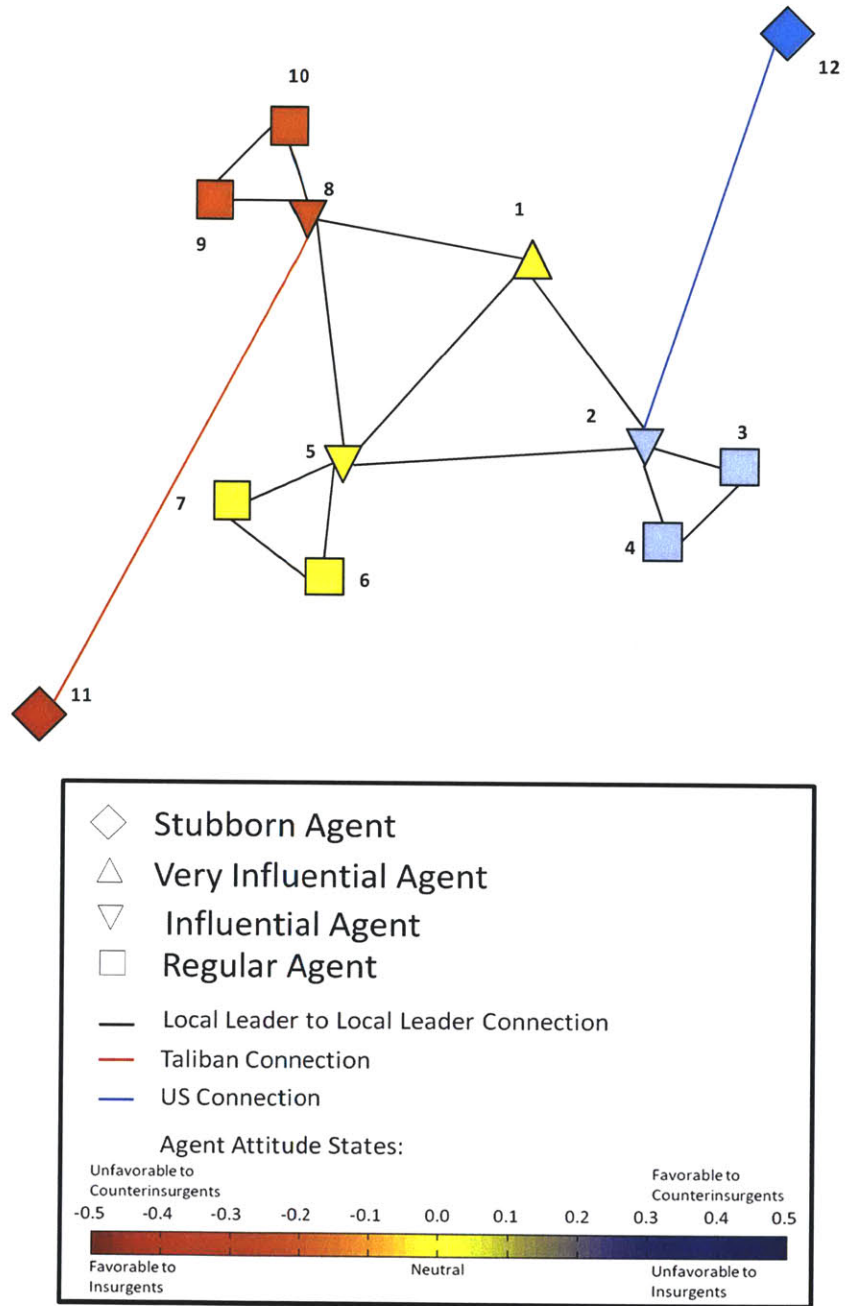 12
10
8
1
9
2
3
5
7
4
6
11
Stubborn Agent
Very Influential Agent
Influential Agent
Regular Agent
Local Leader to Local Leader Connection
Taliban Connection
US Connection
Agent Attitude States:
Unfavorable to
Counterinsurgents
Favorable to
Counterinsurgents
-0.5 -0.4 -0.3 -0.2 -0.1 0.0 0.1 0.2 0.3 0.4 0.5
Favorable to
Insurgents
Neutral
Unfavorable to
Insurgents